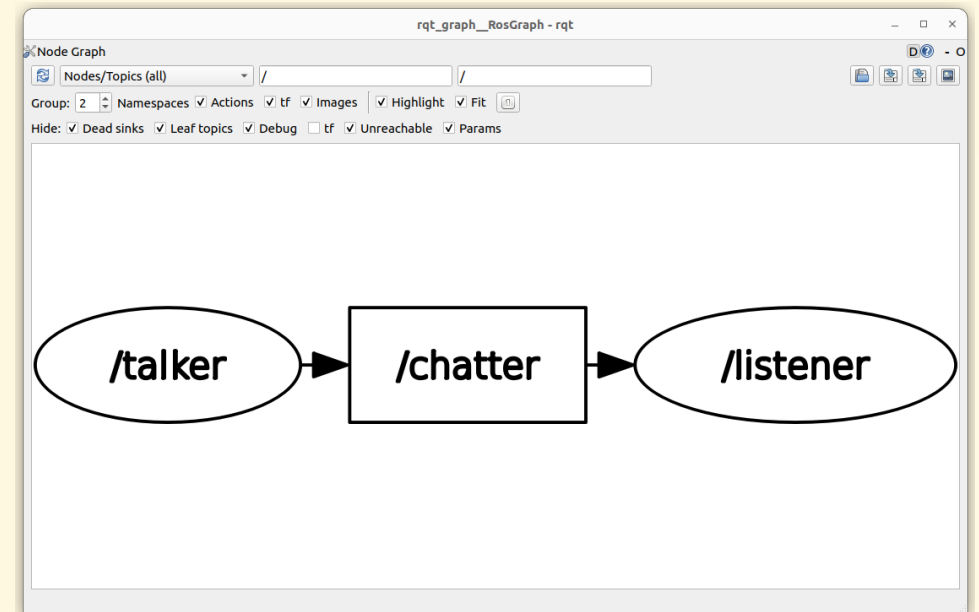 rqt_graph__RosGraph - rqt
Node Graph
D - O
Nodes/Topics (all) / /
Group: 2 Namespaces Actions tf Images Highlight Fit
Hide: Dead sinks Leaf topics Debug tf Unreachable Params
/talker /chatter /listener